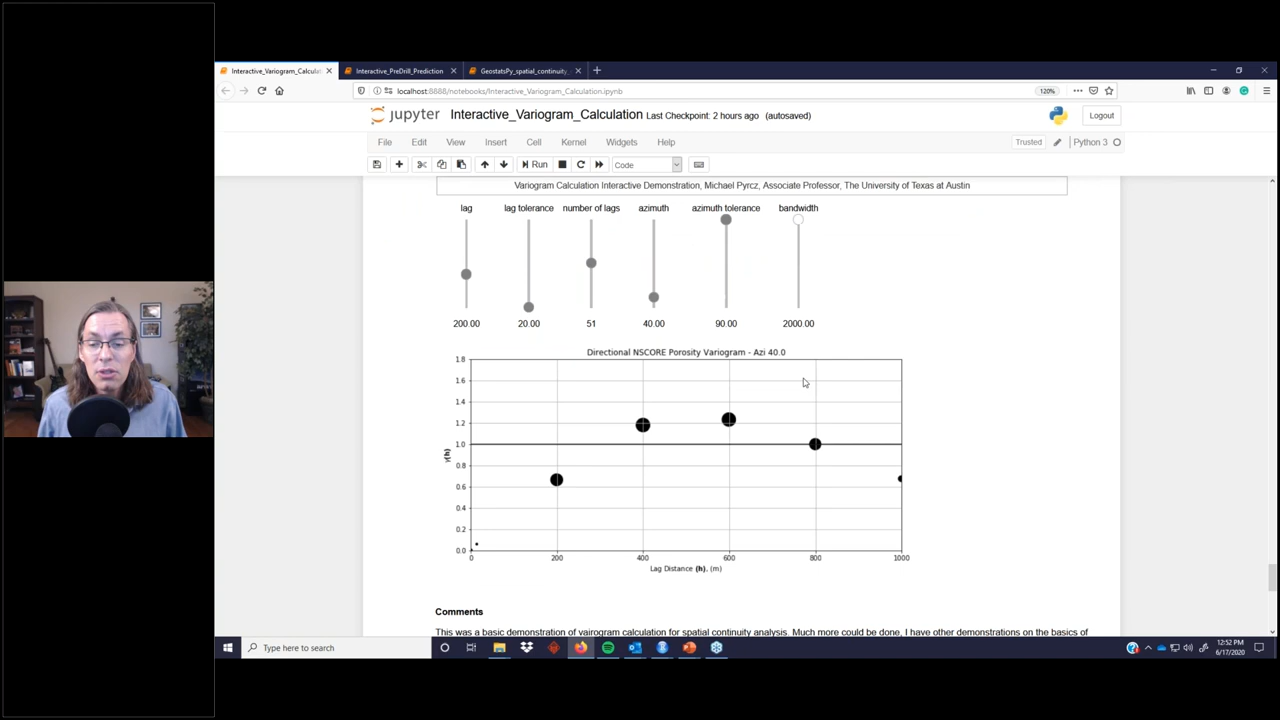 Interactive_Variogram_Calculat
Interactive_PreDrill_Prediction
GeostatsPy_spatial_continuity_
localhost:8888/notebooks/Interactive_Variogram_Calculation.ipynb
120%
jupyter
Interactive_Variogram_Calculation Last Checkpoint: 2 hours ago (autosaved)
Logout
File Edit View Insert Cell Kernel Widgets Help
Trusted
Python 3
Run
Code
Variogram Calculation Interactive Demonstration, Michael Pyrcz, Associate Professor, The University of Texas at Austin
lag lag tolerance number of lags azimuth azimuth tolerance bandwidth
200.00 20.00 51 40.00 90.00 2000.00
Directional NSCORE Porosity Variogram - Azi 40.0
1.8
1.6
1.4
1.2
1.0
0.8
0.6
0.4
0.2
0.0
γ(h)
0 200 400 600 800 1000
Lag Distance (h), (m)
Comments
This was a basic demonstration of vairogram calculation for spatial continuity analysis. Much more could be done, I have other demonstrations on the basics of
Type here to search
12:52 PM
6/17/2020